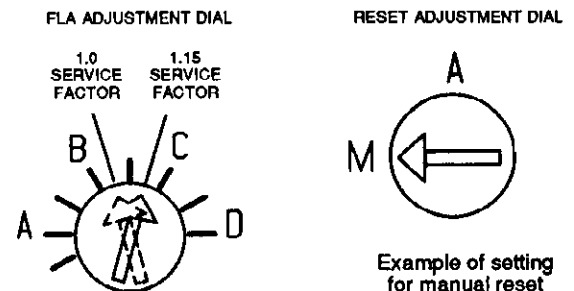 FLA ADJUSTMENT DIAL
1.0
SERVICE
FACTOR
1.15
SERVICE
FACTOR
B
C
A
D
RESET ADJUSTMENT DIAL
A
M
Example of setting
for manual reset